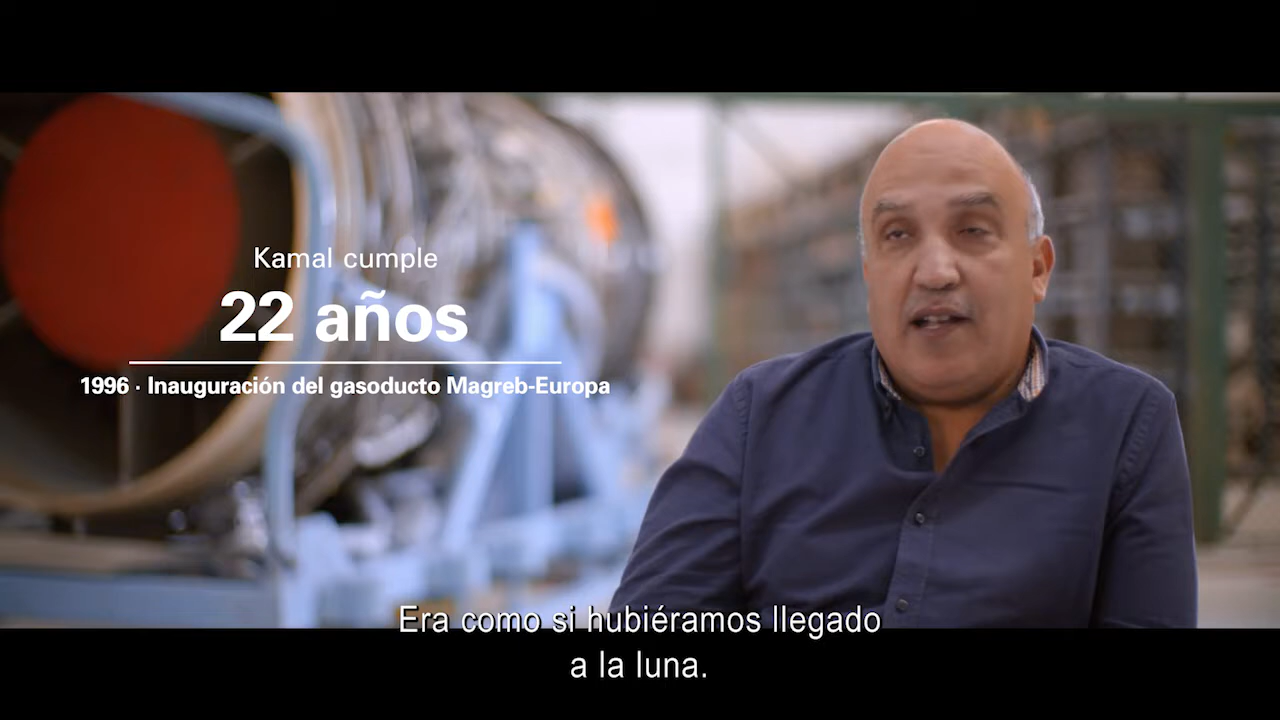 Kamal cumple
22 años
1996 · Inauguración del gasoducto Magreb-Europa
Era como si hubiéramos llegado
a la luna.